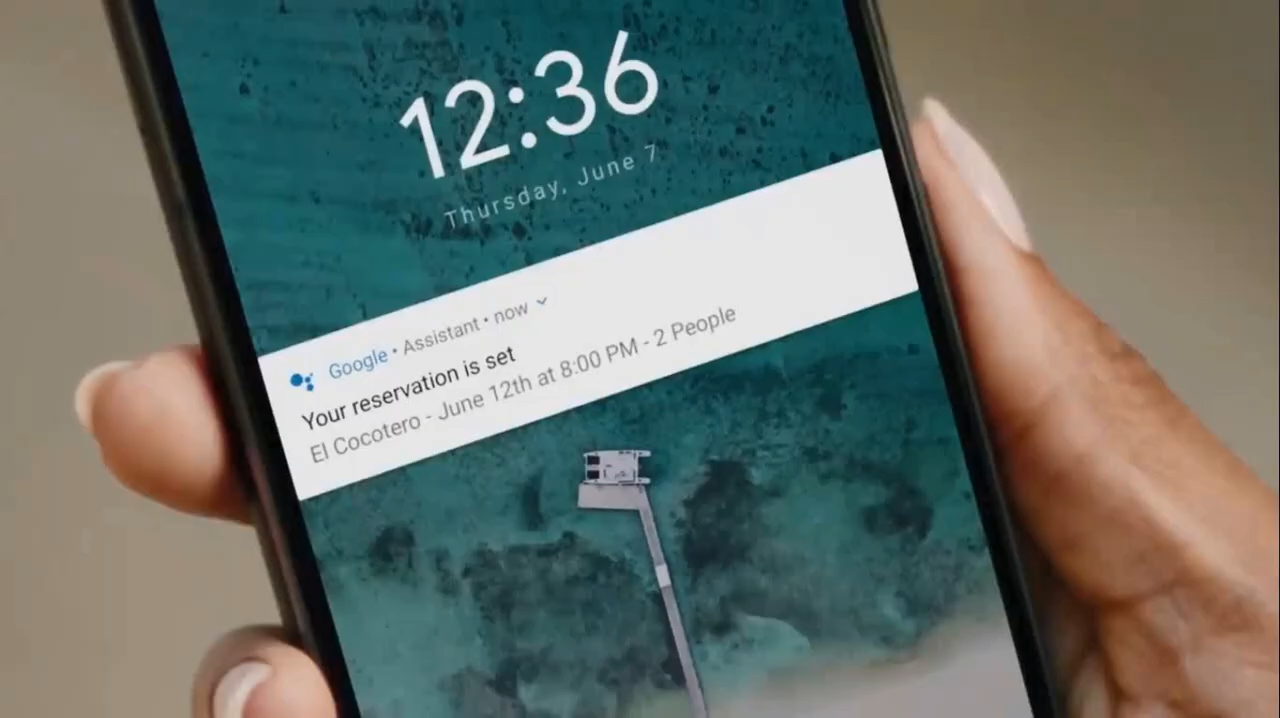 12:36
Thursday, June 7
Google • Assistant • now
Your reservation is set
El Cocotero - June 12th at 8:00 PM - 2 People